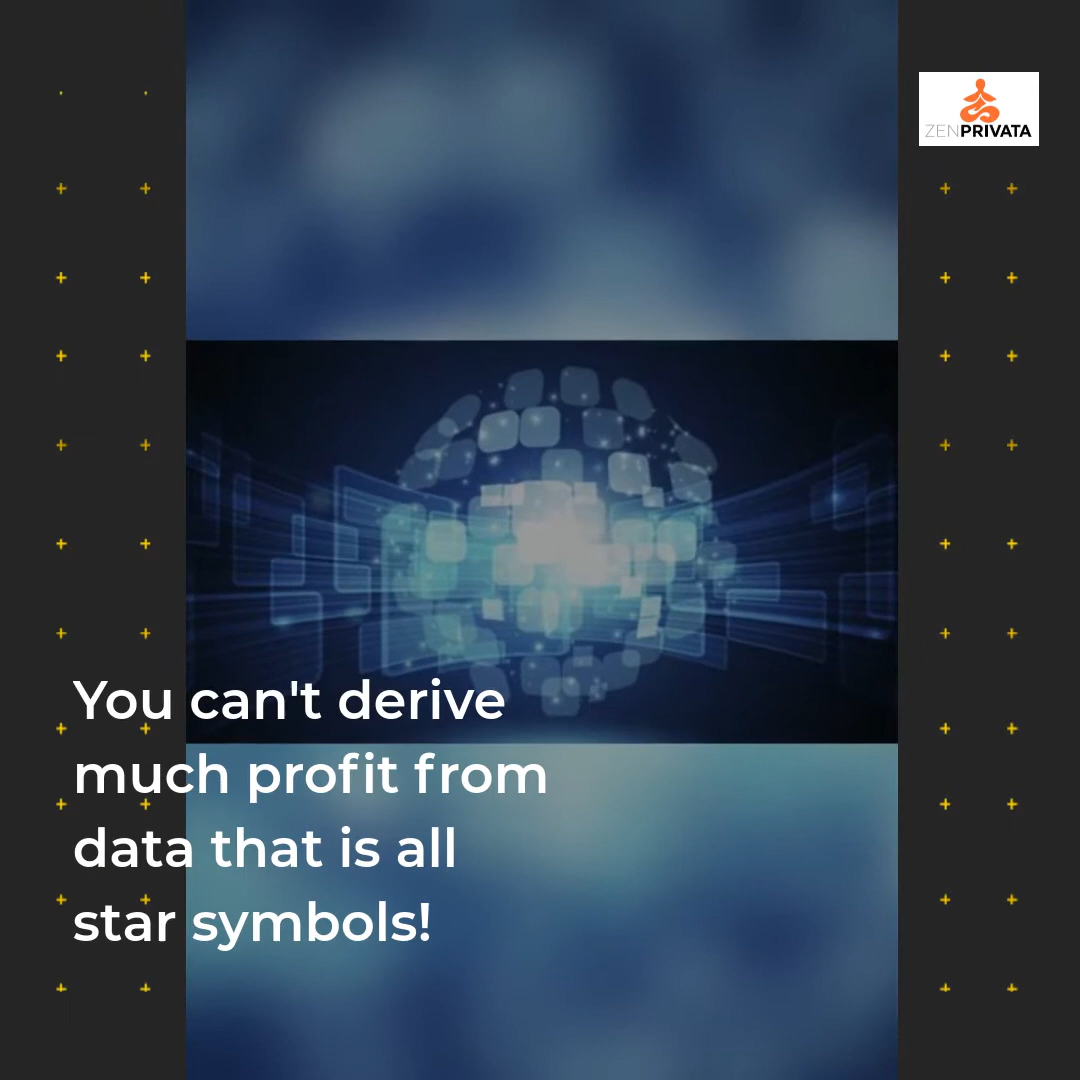 ZENPRIVATA
You can't derive
much profit from
data that is all
star symbols!